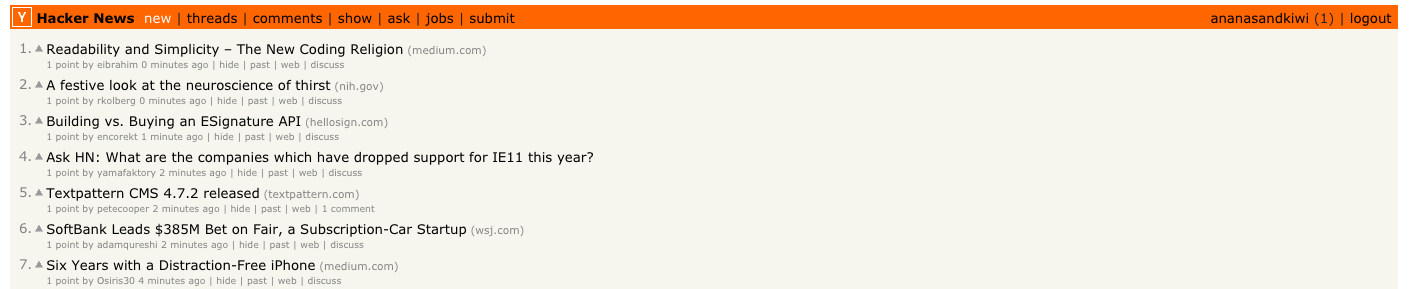 Y Hacker News new | threads | comments | show | ask | jobs | submit ananasandkiwi (1) | logout
1. Readability and Simplicity – The New Coding Religion (medium.com)
1 point by eibrahim 0 minutes ago | hide | past | web | discuss
2. A festive look at the neuroscience of thirst (nih.gov)
1 point by rkolberg 0 minutes ago | hide | past | web | discuss
3. Building vs. Buying an ESignature API (hellosign.com)
1 point by encorekt 1 minute ago | hide | past | web | discuss
4. Ask HN: What are the companies which have dropped support for IE11 this year?
1 point by yamafaktory 2 minutes ago | hide | past | web | discuss
5. Textpattern CMS 4.7.2 released (textpattern.com)
1 point by petecooper 2 minutes ago | hide | past | web | 1 comment
6. SoftBank Leads $385M Bet on Fair, a Subscription-Car Startup (wsj.com)
1 point by adamqureshi 2 minutes ago | hide | past | web | discuss
7. Six Years with a Distraction-Free iPhone (medium.com)
1 point by Osiris30 4 minutes ago | hide | past | web | discuss